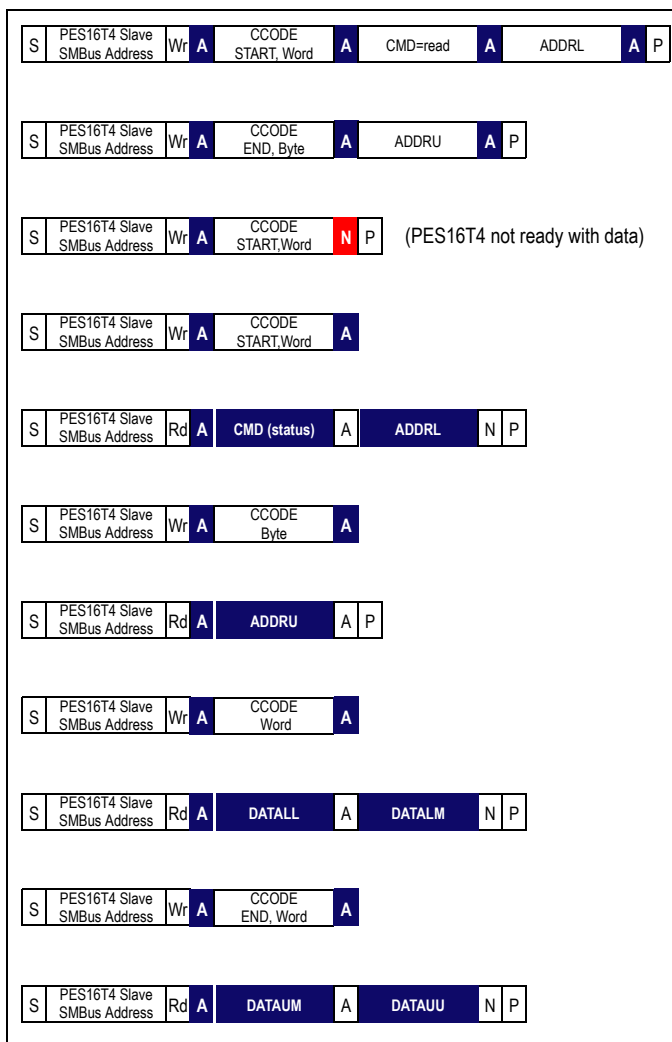 S PES16T4 Slave SMBus Address Wr A CCODE START, Word A CMD=read A ADDRL A P
S PES16T4 Slave SMBus Address Wr A CCODE END, Byte A ADDRU A P
S PES16T4 Slave SMBus Address Wr A CCODE START,Word N P (PES16T4 not ready with data)
S PES16T4 Slave SMBus Address Wr A CCODE START,Word A
S PES16T4 Slave SMBus Address Rd A CMD (status) A ADDRL N P
S PES16T4 Slave SMBus Address Wr A CCODE Byte A
S PES16T4 Slave SMBus Address Rd A ADDRU A P
S PES16T4 Slave SMBus Address Wr A CCODE Word A
S PES16T4 Slave SMBus Address Rd A DATALL A DATALM N P
S PES16T4 Slave SMBus Address Wr A CCODE END, Word A
S PES16T4 Slave SMBus Address Rd A DATAUM A DATAUU N P